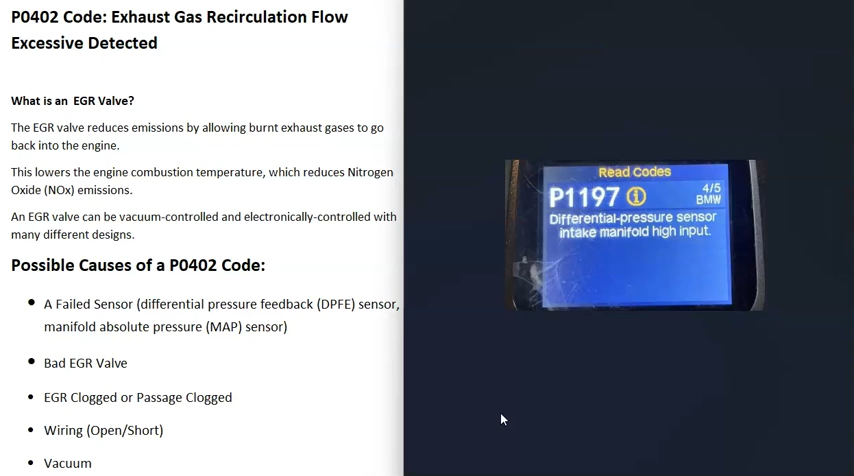 P0402 Code: Exhaust Gas Recirculation Flow
Excessive Detected
What is an EGR Valve?
The EGR valve reduces emissions by allowing burnt exhaust gases to go
back into the engine.
This lowers the engine combustion temperature, which reduces Nitrogen
Oxide (NOx) emissions.
An EGR valve can be vacuum-controlled and electronically-controlled with
many different designs.
Possible Causes of a P0402 Code:
• A Failed Sensor (differential pressure feedback (DPFE) sensor,
manifold absolute pressure (MAP) sensor)
• Bad EGR Valve
• EGR Clogged or Passage Clogged
• Wiring (Open/Short)
• Vacuum
Read Codes
P1197 i 4/5
BMW
Differential-pressure sensor
intake manifold high input.